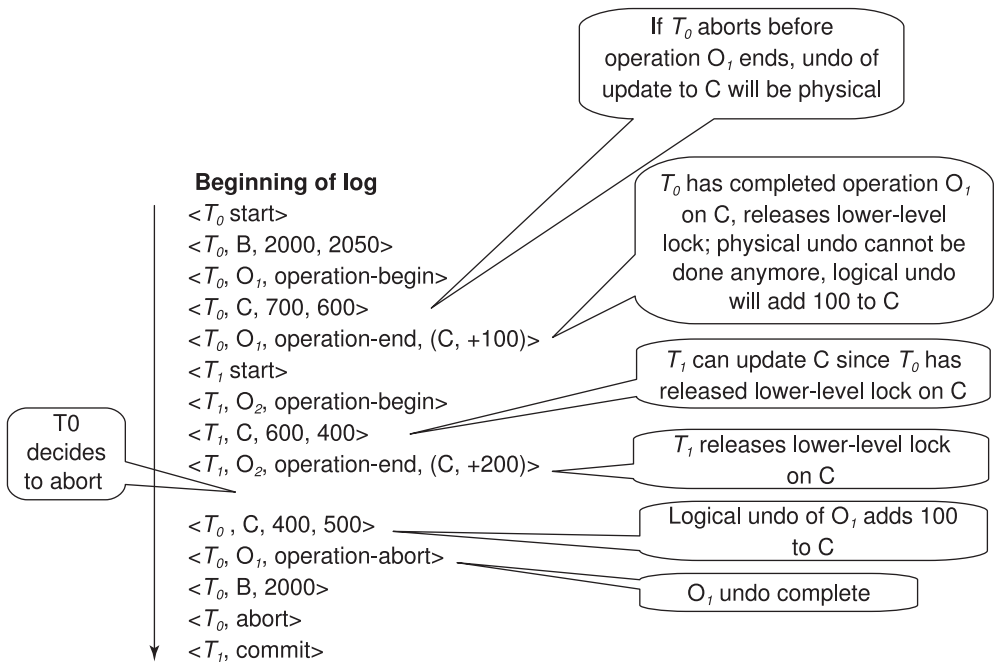 If T0 aborts before
operation O1 ends, undo of
update to C will be physical
Beginning of log
<T0 start>
<T0, B, 2000, 2050>
<T0, O1, operation-begin>
<T0, C, 700, 600>
<T0, O1, operation-end, (C, +100)>
<T1 start>
<T1, O2, operation-begin>
<T1, C, 600, 400>
<T1, O2, operation-end, (C, +200)>
<T0 , C, 400, 500>
<T0, O1, operation-abort>
<T0, B, 2000>
<T0, abort>
<T1, commit>
T0 has completed operation O1
on C, releases lower-level
lock; physical undo cannot be
done anymore, logical undo
will add 100 to C
T1 can update C since T0 has
released lower-level lock on C
T1 releases lower-level lock
on C
T0
decides
to abort
Logical undo of O1 adds 100
to C
O1 undo complete